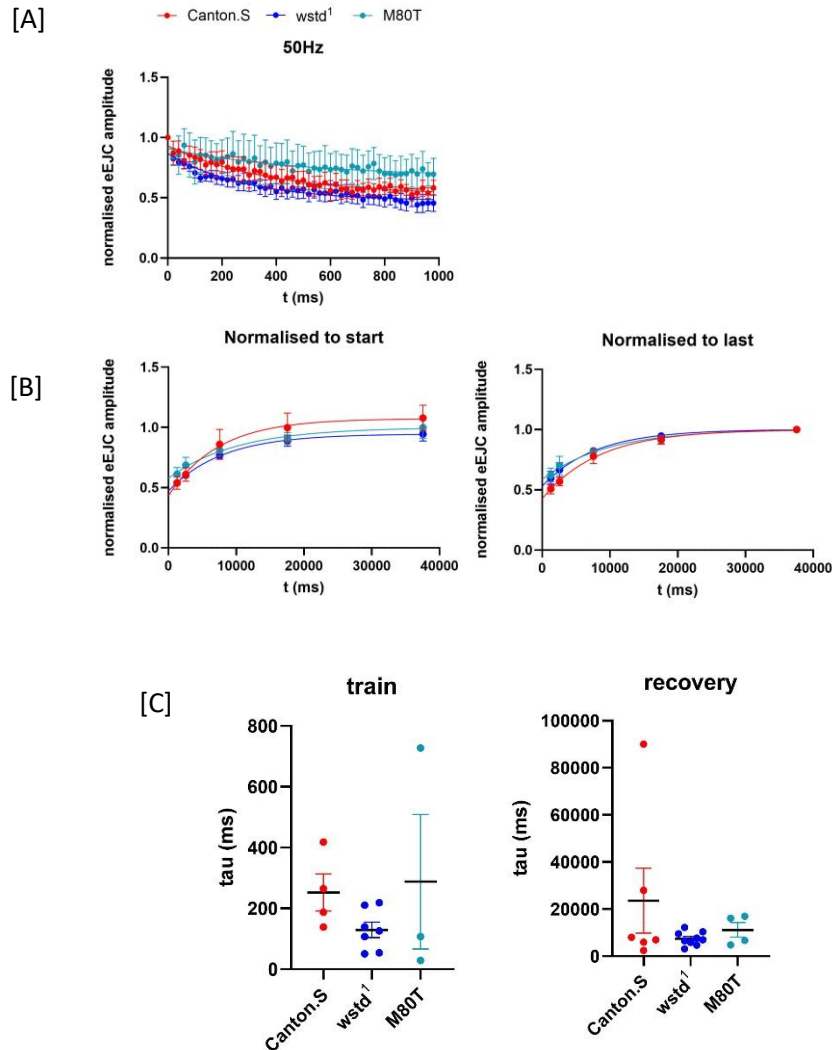 [A]
Canton.S wstd1 M80T
50Hz
normalised eEJC amplitude
1.5
1.0
0.5
0.0
0 200 400 600 800 1000
t (ms)
[B]
Normalised to start
normalised eEJC amplitude
1.5
1.0
0.5
0.0
0 10000 20000 30000 40000
t (ms)
Normalised to last
normalised eEJC amplitude
1.5
1.0
0.5
0.0
0 10000 20000 30000 40000
t (ms)
[C]
train
tau (ms)
800
600
400
200
0
Canton.S wstd1 M80T
recovery
tau (ms)
100000
80000
60000
40000
20000
0
Canton.S wstd1 M80T